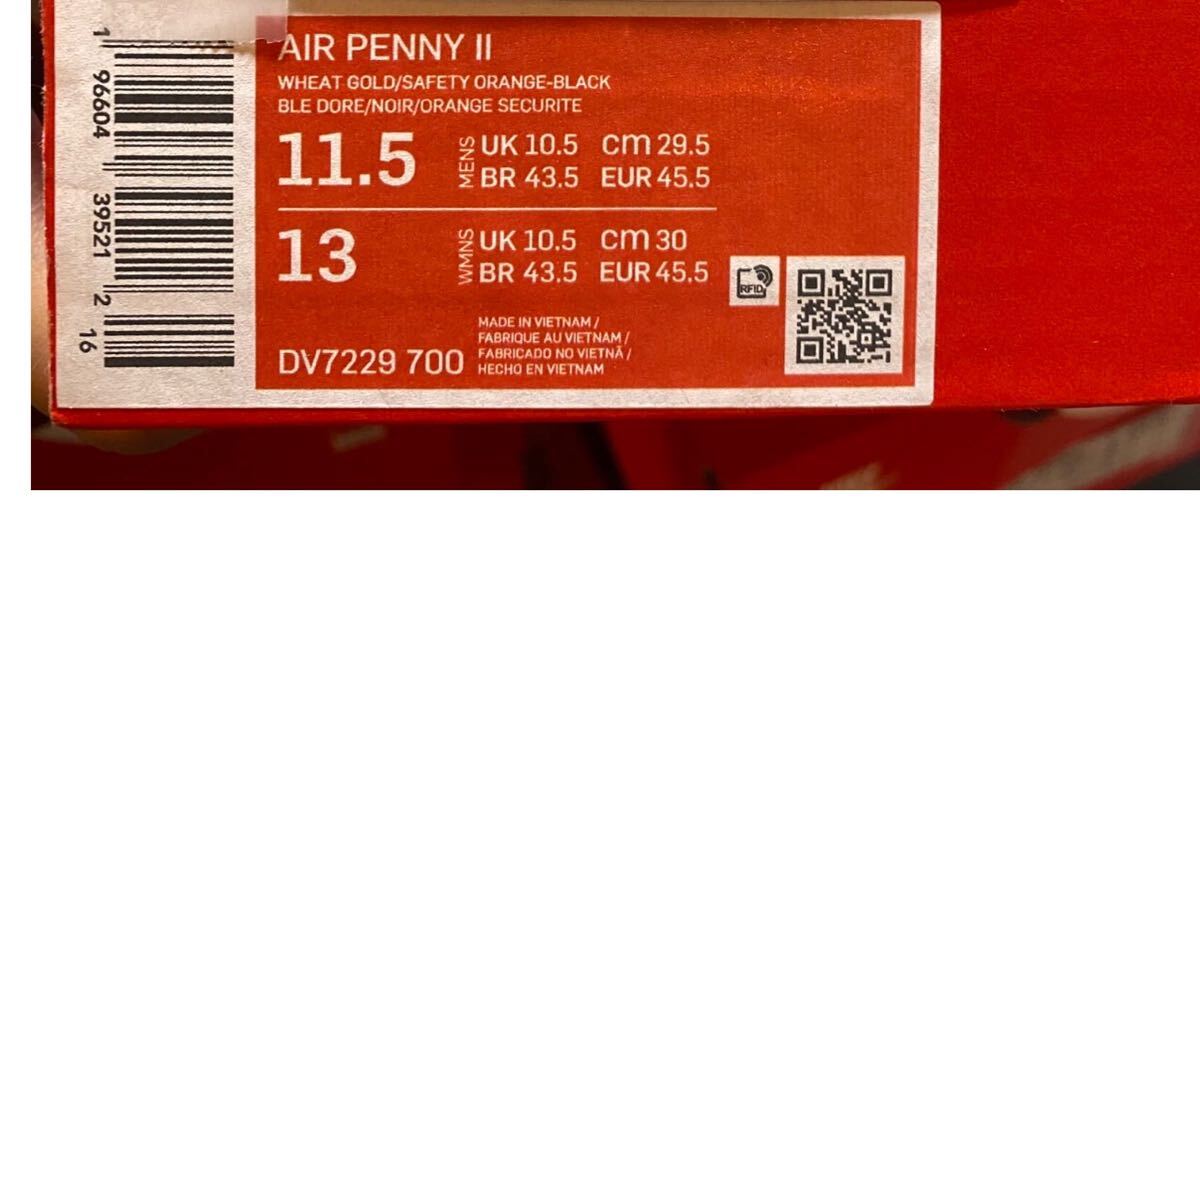 AIR PENNY II
WHEAT GOLD/SAFETY ORANGE-BLACK
BLE DORE/NOIR/ORANGE SECURITE
11.5 MENS UK 10.5 cm 29.5
BR 43.5 EUR 45.5
13 WMNS UK 10.5 cm 30
BR 43.5 EUR 45.5
RFID
DV7229 700
MADE IN VIETNAM /
FABRIQUE AU VIETNAM /
FABRICADO NO VIETNÃ /
HECHO EN VIETNAM
1 96604 39521 2
16